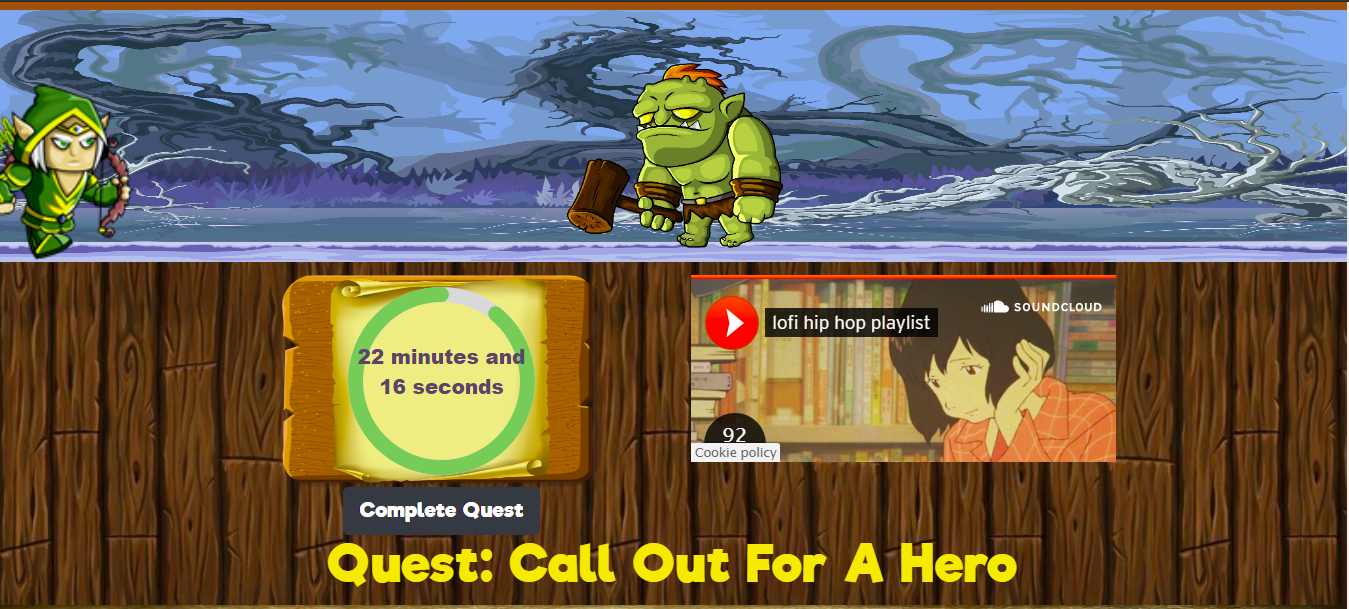 22 minutes and
16 seconds
SOUNDCLOUD
lofi hip hop playlist
92
Cookie policy
Complete Quest
Quest: Call Out For A Hero